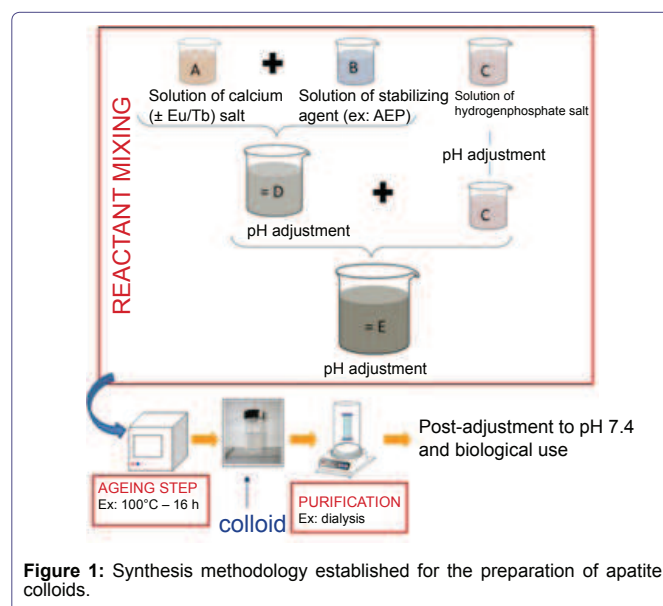 REACTANT MIXING
A
B
C
Solution of calcium
(± Eu/Tb) salt
Solution of stabilizing
agent (ex: AEP)
Solution of
hydrogenphosphate salt
pH adjustment
= D
C
pH adjustment
= E
pH adjustment
Post-adjustment to pH 7.4
and biological use
AGEING STEP
Ex: 100°C – 16 h
colloid
PURIFICATION
Ex: dialysis
Figure 1: Synthesis methodology established for the preparation of apatite
colloids.